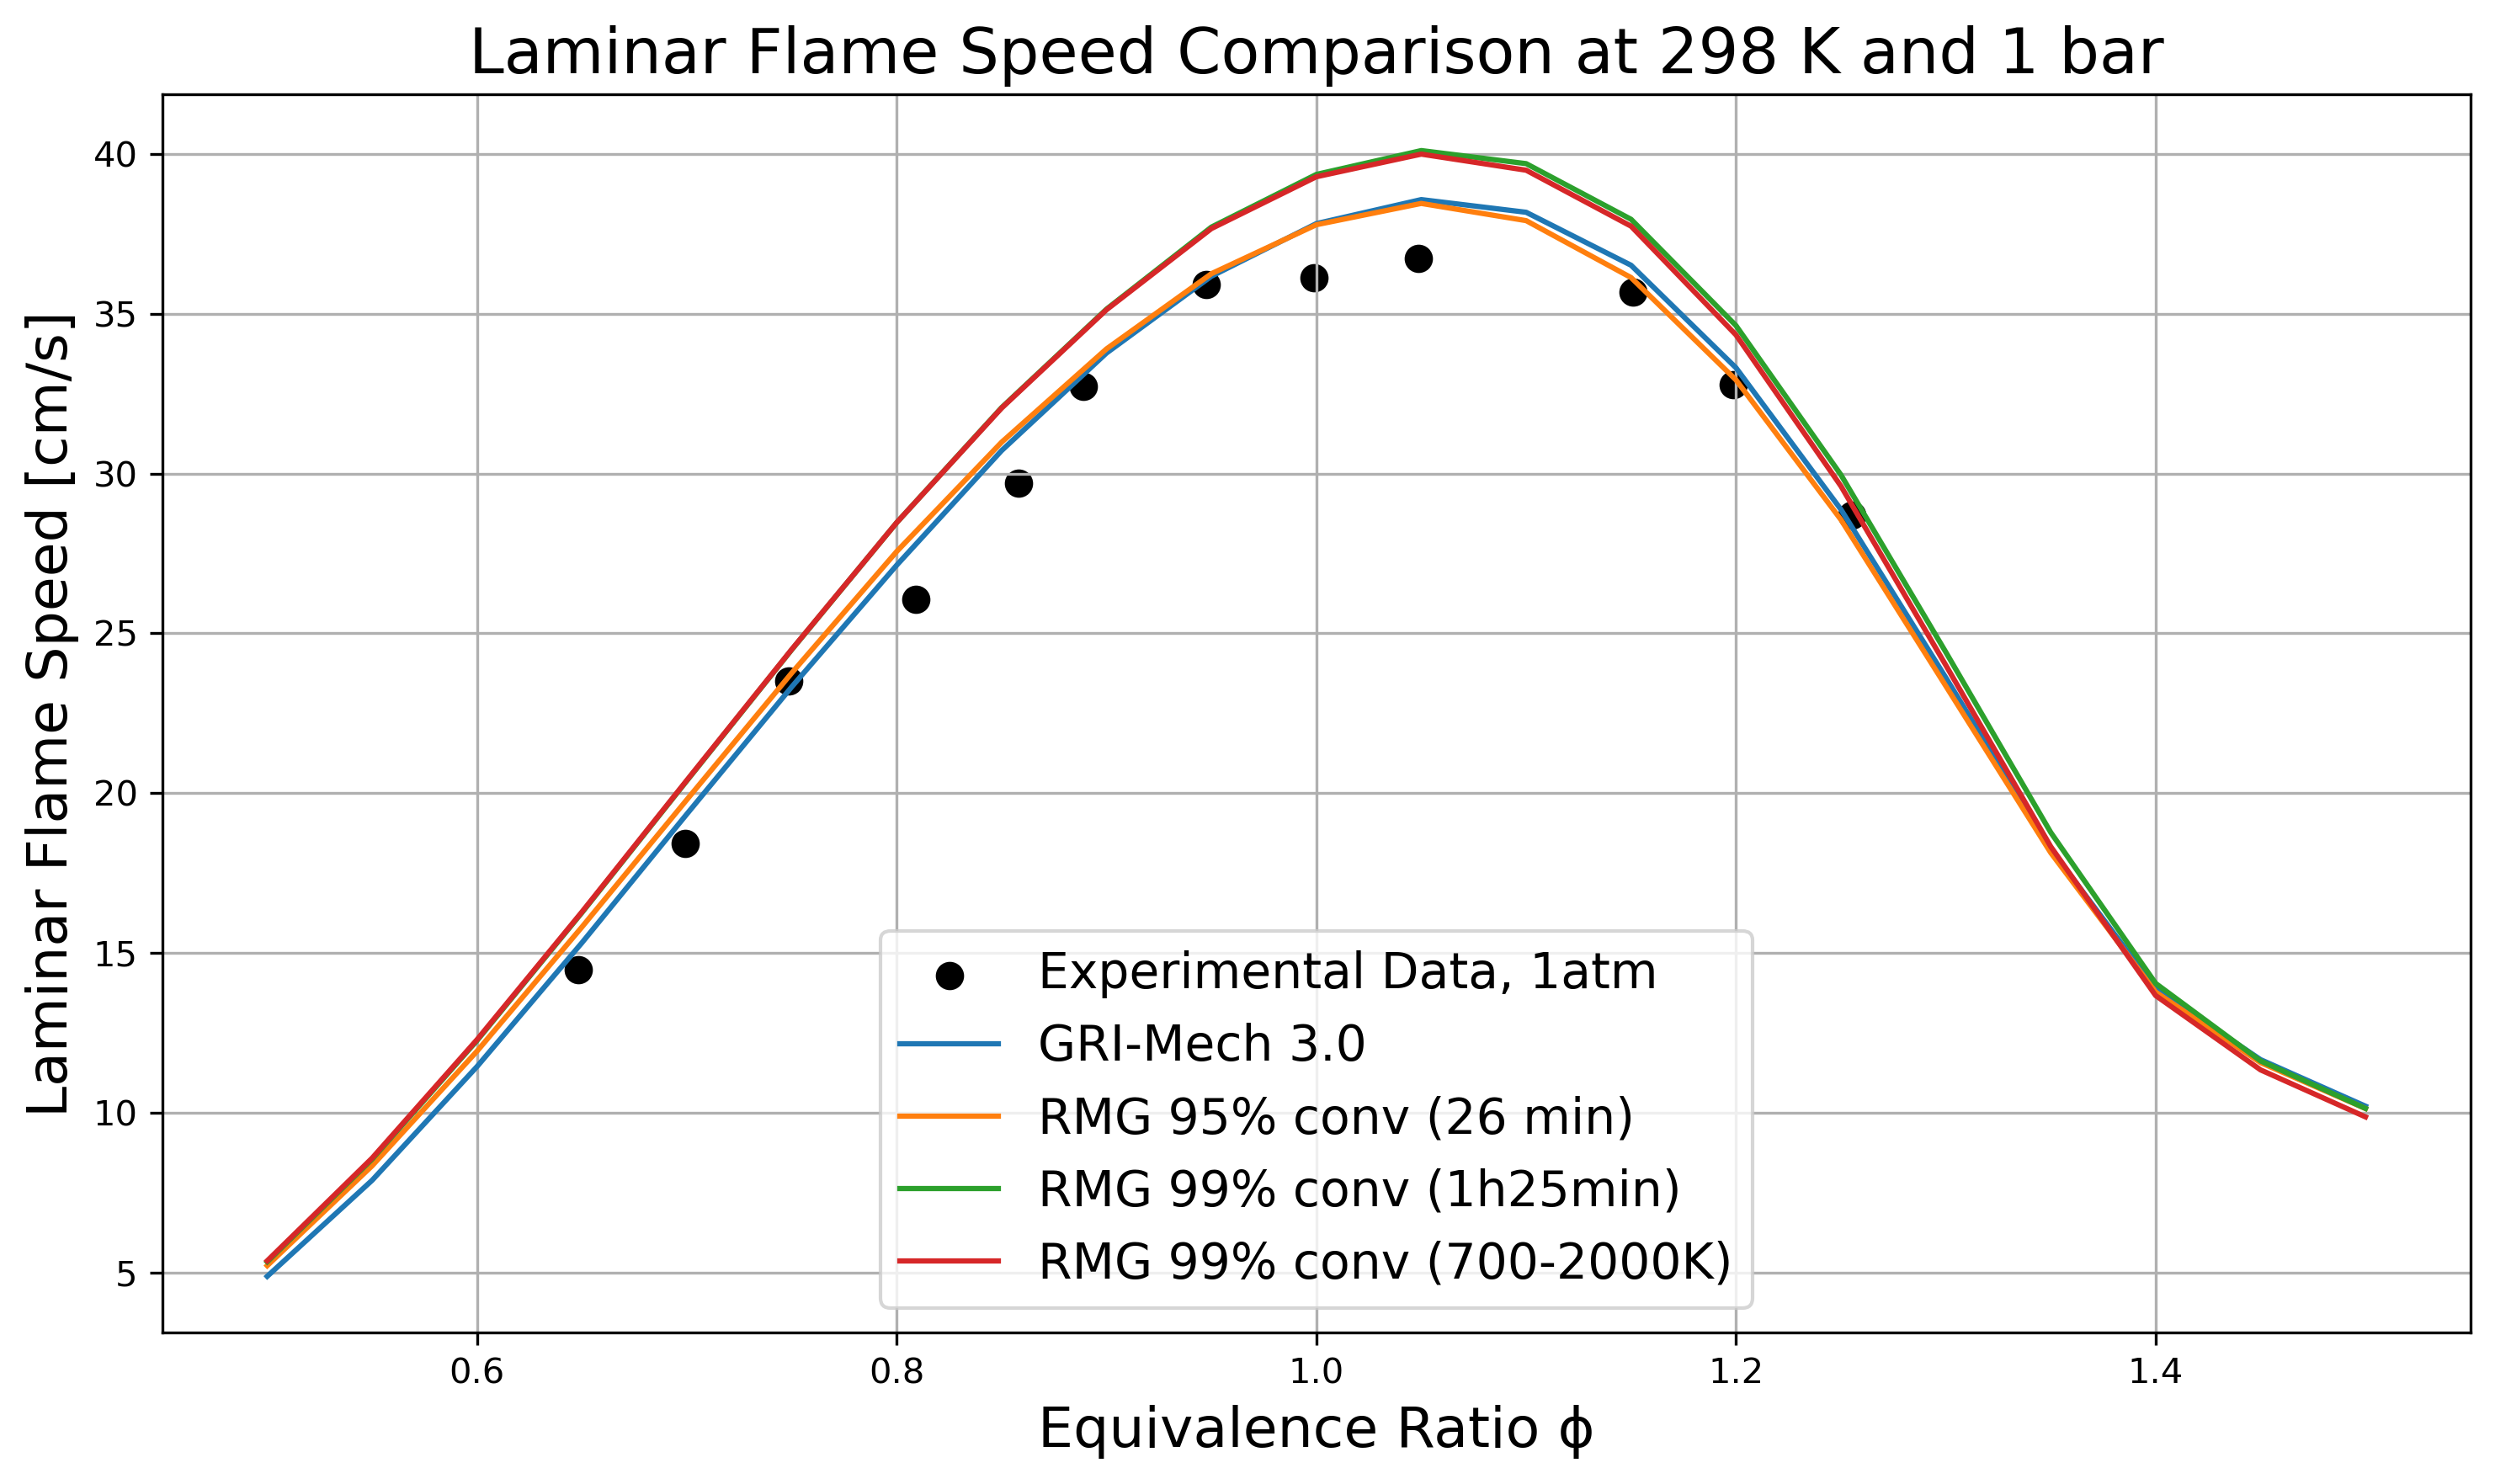 Laminar Flame Speed Comparison at 298 K and 1 bar
Laminar Flame Speed [cm/s]
40
35
30
25
20
15
10
5
Experimental Data, 1atm
GRI-Mech 3.0
RMG 95% conv (26 min)
RMG 99% conv (1h25min)
RMG 99% conv (700-2000K)
0.6 0.8 1.0 1.2 1.4
Equivalence Ratio ϕ